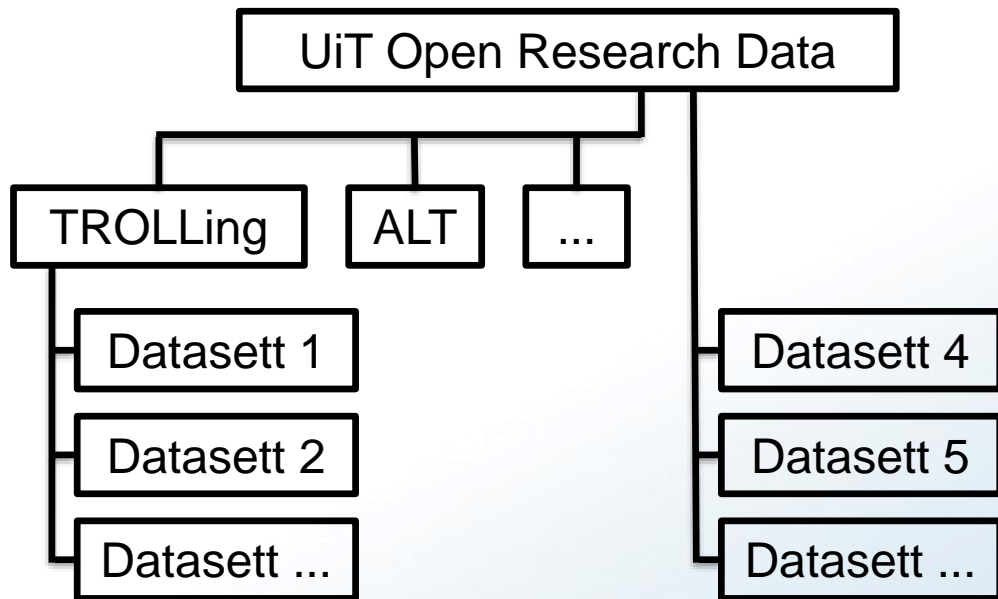 UiT Open Research Data
TROLLing
ALT
...
Datasett 1
Datasett 2
Datasett ...
Datasett 4
Datasett 5
Datasett ...